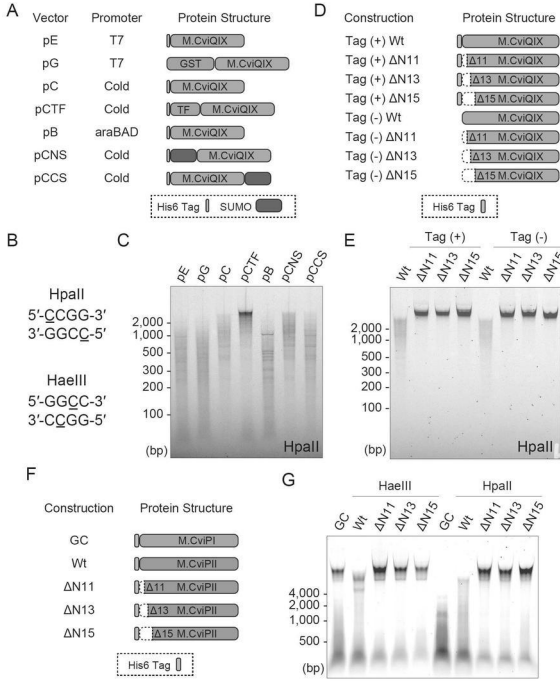 A
Vector Promoter Protein Structure
pE T7 M.CviQIX
pG T7 GST M.CviQIX
pC Cold M.CviQIX
pCTF Cold TF M.CviQIX
pB araBAD M.CviQIX
pCNS Cold M.CviQIX
pCCS Cold M.CviQIX
His6 Tag SUMO
B
HpaII
5′-CCGG-3′
3′-GGCC-5′
HaeIII
5′-GGCC-3′
3′-CCGG-5′
C
pE pG pC pCTF pB pCNS pCCS
2,000
1,000
500
300
200
100
(bp)
HpaII
D
Construction Protein Structure
Tag (+) Wt M.CviQIX
Tag (+) ΔN11 Δ11 M.CviQIX
Tag (+) ΔN13 Δ13 M.CviQIX
Tag (+) ΔN15 Δ15 M.CviQIX
Tag (-) Wt M.CviQIX
Tag (-) ΔN11 Δ11 M.CviQIX
Tag (-) ΔN13 Δ13 M.CviQIX
Tag (-) ΔN15 Δ15 M.CviQIX
His6 Tag
E
Tag (+) Tag (-)
Wt ΔN11 ΔN13 ΔN15 Wt ΔN11 ΔN13 ΔN15
2,000
1,000
500
300
200
100
(bp)
HpaII
F
Construction Protein Structure
GC M.CviPI
Wt M.CviPII
ΔN11 Δ11 M.CviPII
ΔN13 Δ13 M.CviPII
ΔN15 Δ15 M.CviPII
His6 Tag
G
HaeIII HpaII
GC Wt ΔN11 ΔN13 ΔN15 GC Wt ΔN11 ΔN13 ΔN15
4,000
2,000
1,000
500
(bp)